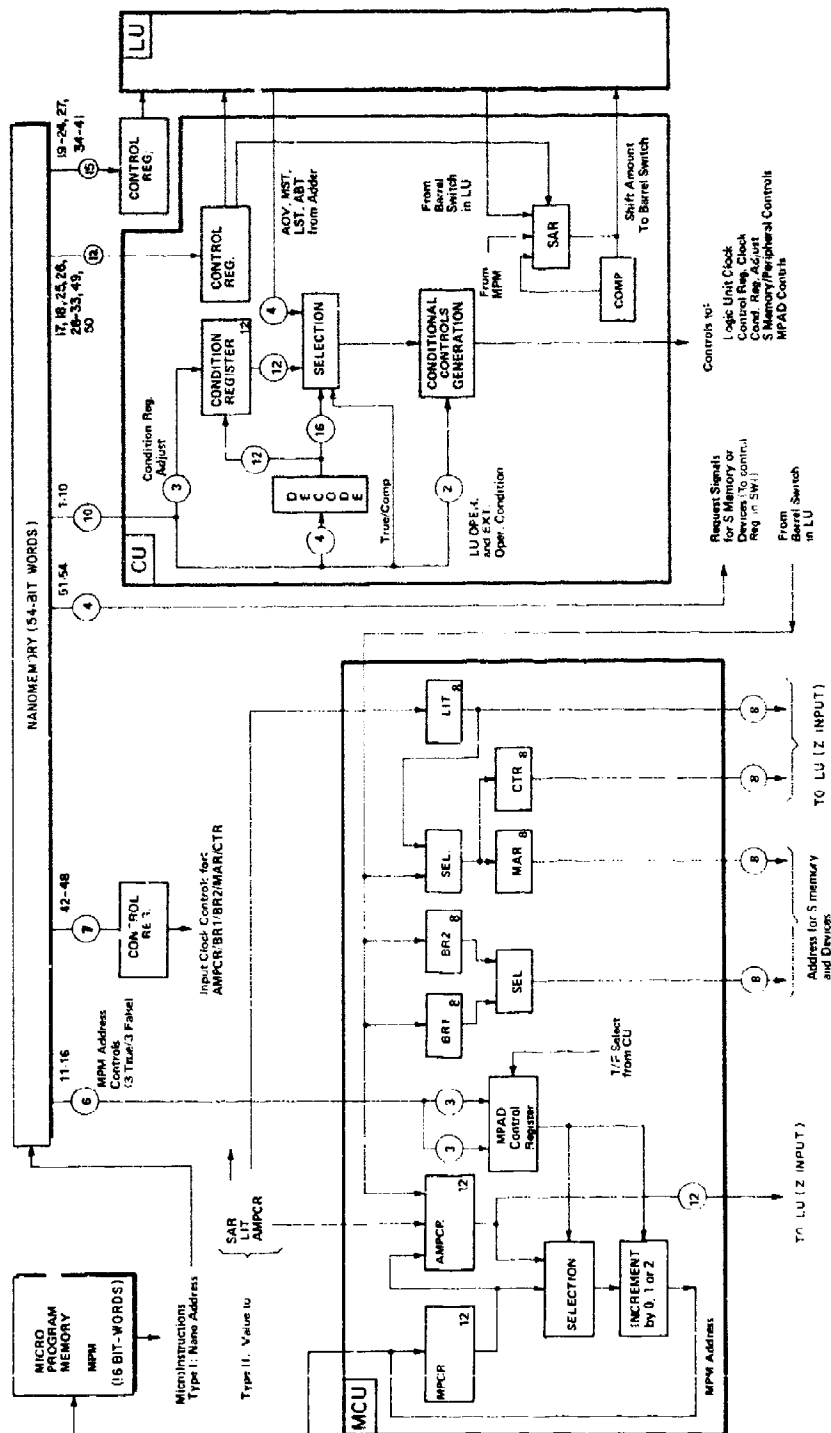 MICRO
PROGRAM
MEMORY
MPM
(16 BIT-WORDS)
MicroInstructions
Type I: Nano Address
Type II. Value to
SAR
LIT
AMPCR
NANOMEMORY (54-BIT WORDS)
11-16
6
MPM Address
Controls
(3 True/3 False)
42-48
7
CONTROL
REG.
Input Clock Controls for:
AMPCR/BR1/BR2/MAR/CTR
51-54
4
1-10
10
17, 18, 25, 26,
28-33, 49,
50
12
19-24, 27,
34-41
15
CONTROL
REG.
LU
CU
Condition Reg.
Adjust
3
CONDITION
REGISTER
12
CONTROL
REG.
12
12
DECODE
4
16
SELECTION
4
AOV, MST,
LST, ABT
from Adder
True/Comp
2
LU OPER.
and EXT.
Oper. Condition
CONDITIONAL
CONTROLS
GENERATION
From
Barrel
Switch
in LU
From
MPM
SAR
COMP
Shift Amount
To Barrel Switch
Controls to:
Logic Unit Clock
Control Reg. Clock
Cond. Reg. Adjust
S Memory/Peripheral Controls
MPAD Controls
Request Signals
for S Memory or
Devices (To control
Reg in SWI)
From
Barrel Switch
in LU
MCU
MPCR
12
AMPCR
12
3
3
MPAD
Control
Register
T/F Select
from CU
BR1
8
BR2
8
SEL
SEL.
MAR
8
CTR
8
LIT
8
SELECTION
INCREMENT
by 0, 1 or 2
MPM Address
12
TO LU (Z INPUT)
8
8
Address for S memory
and Devices
8
8
TO LU (Z INPUT)